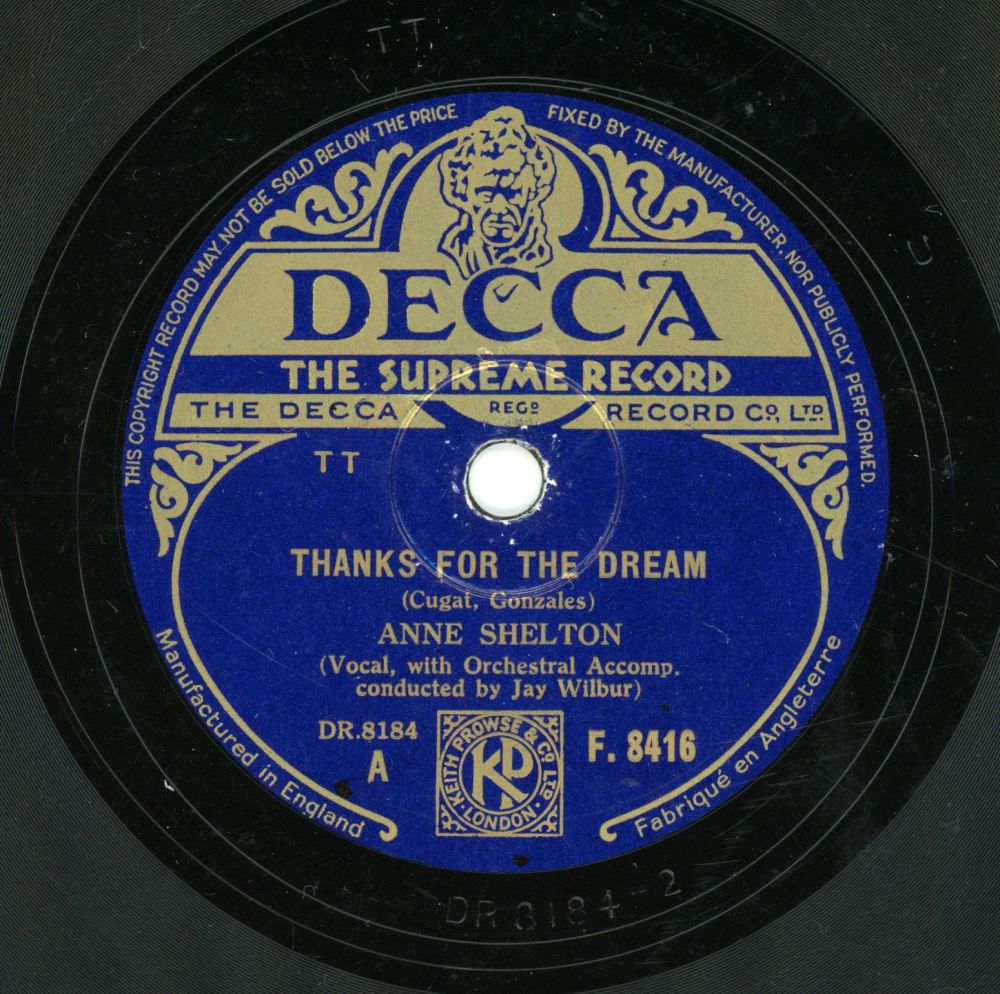 TT
THIS COPYRIGHT RECORD MAY NOT BE SOLD BELOW THE PRICE FIXED BY THE MANUFACTURER, NOR PUBLICLY PERFORMED.
DECCA
THE SUPREME RECORD
THE DECCA REGD RECORD CO., LTD.
TT
THANKS FOR THE DREAM
(Cugat, Gonzales)
ANNE SHELTON
(Vocal, with Orchestral Accomp.
conducted by Jay Wilbur)
DR.8184
A
KEITH PROWSE & CO LTD
KP
LONDON
F. 8416
Manufactured in England
Fabriqué en Angleterre
DR 8184-2